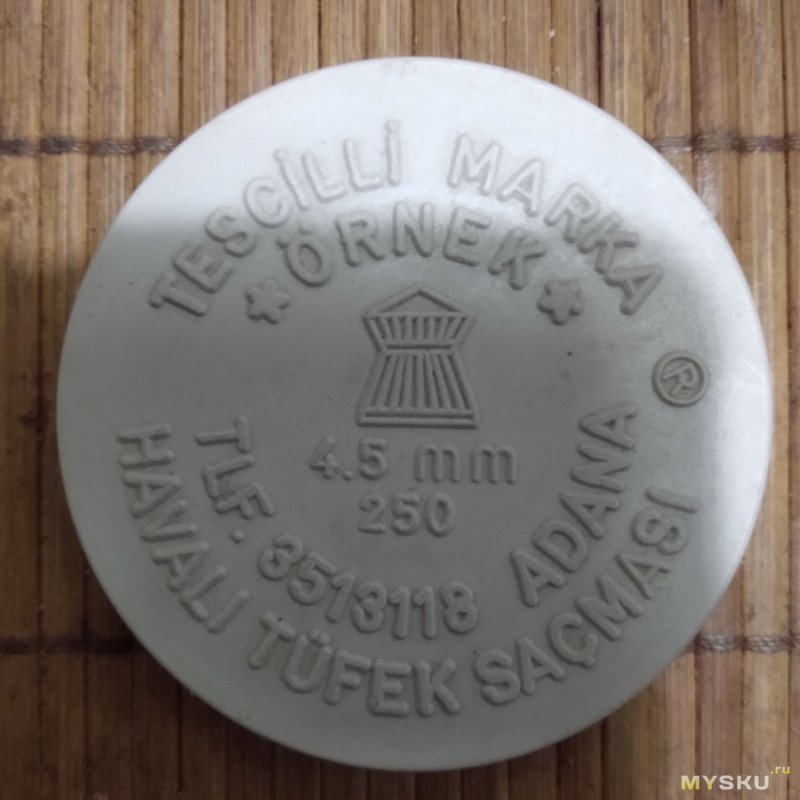 TESCİLLİ MARKA
*ÖRNEK*
®
4.5 mm
250
TLF. 3513118 ADANA
HAVALI TÜFEK SAÇMASI
MYSKU.ru